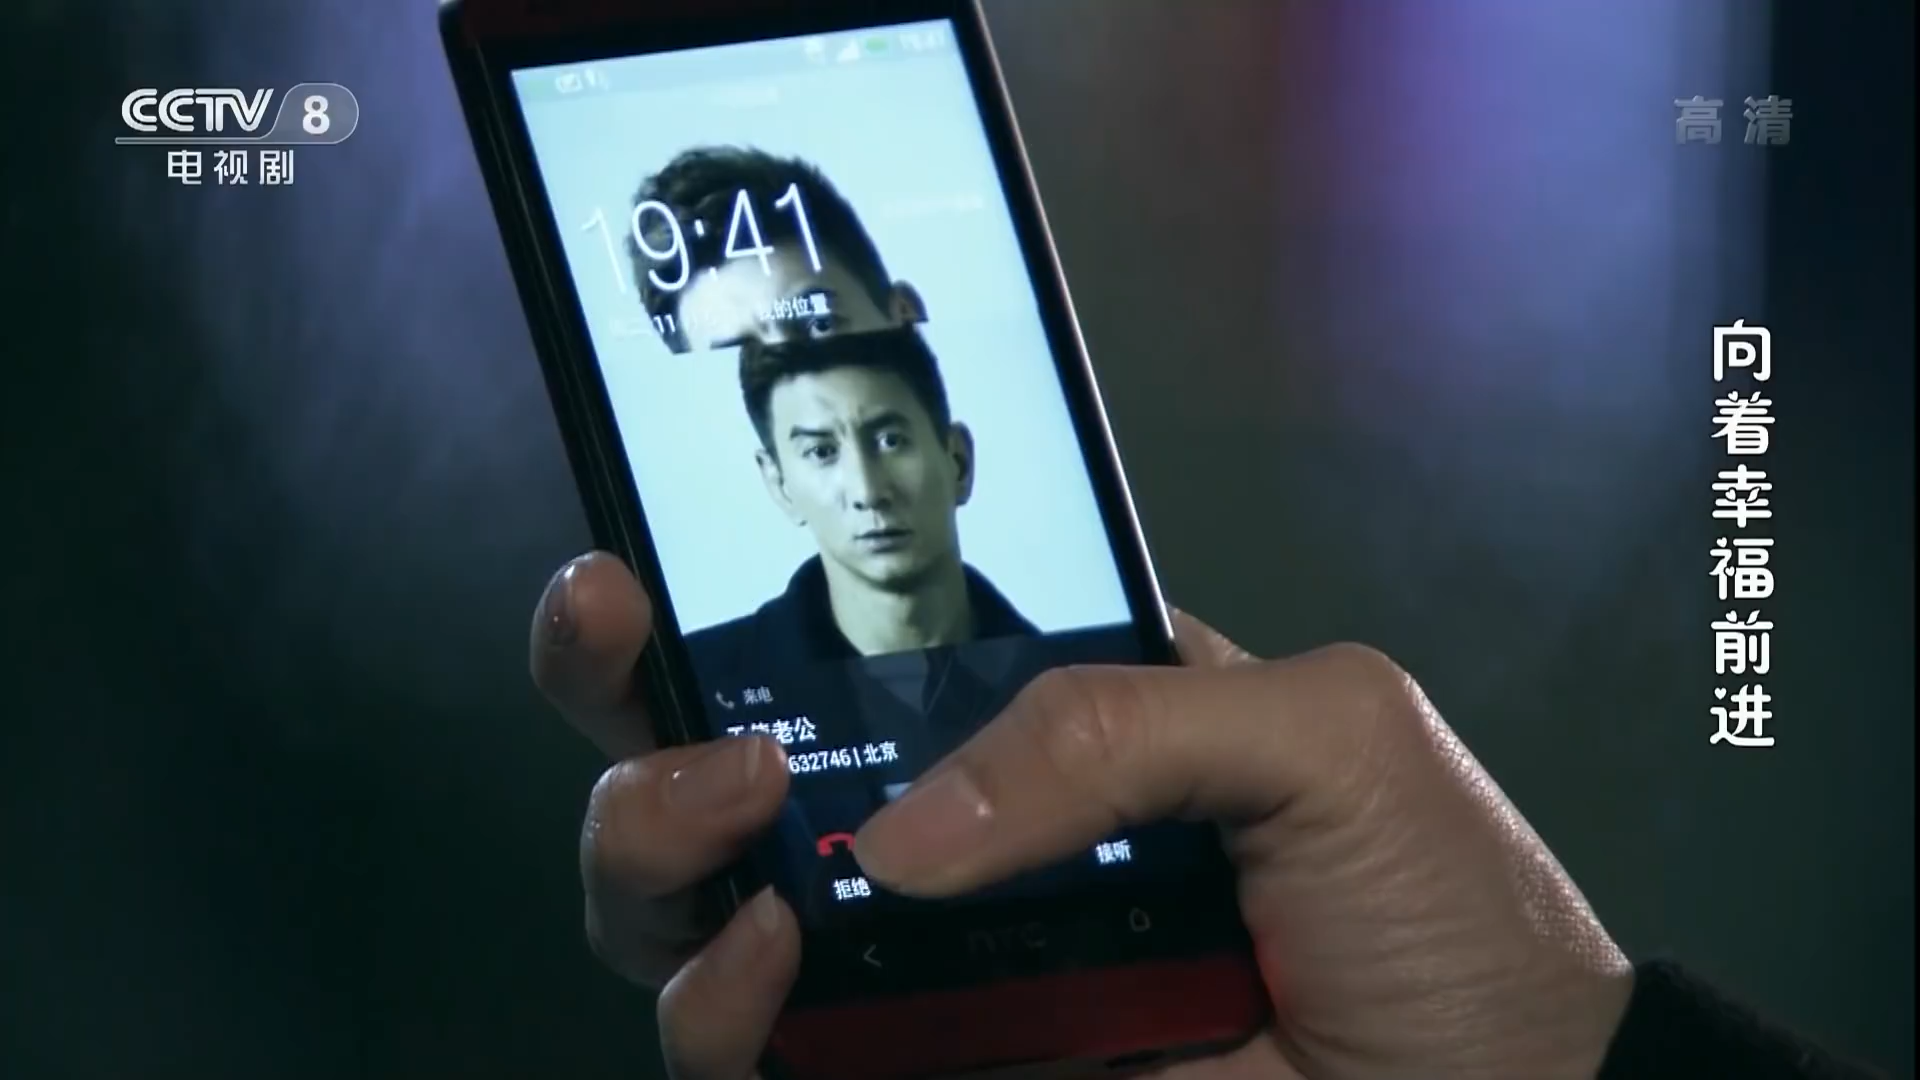 CCTV 8
电视剧
高清
向着幸福前进
19:41
我的位置
来电
老公
632746 | 北京
拒绝
接听
hTC